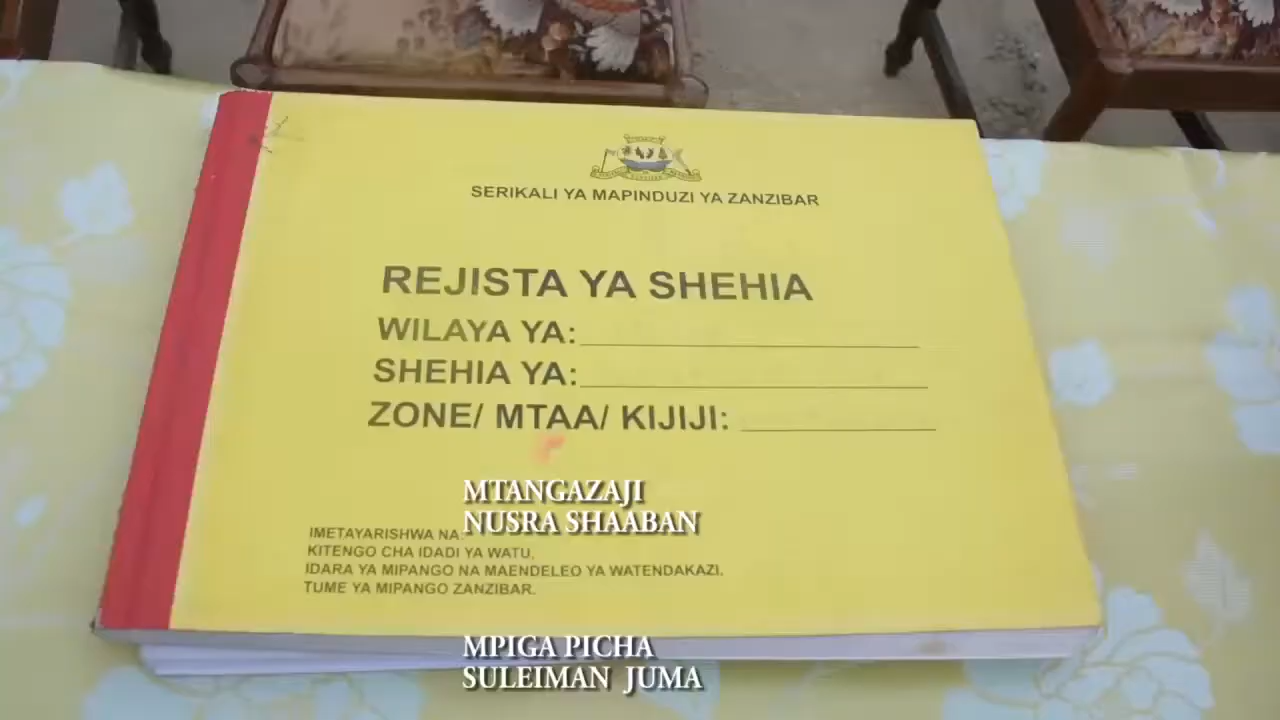 SERIKALI YA MAPINDUZI YA ZANZIBAR
REJISTA YA SHEHIA
WILAYA YA:
SHEHIA YA:
ZONE/ MTAA/ KIJIJI:
MTANGAZAJI
NUSRA SHAABAN
IMETAYARISHWA NA:
KITENGO CHA IDADI YA WATU,
IDARA YA MIPANGO NA MAENDELEO YA WATENDAKAZI.
TUME YA MIPANGO ZANZIBAR.
MPIGA PICHA
SULEIMAN JUMA